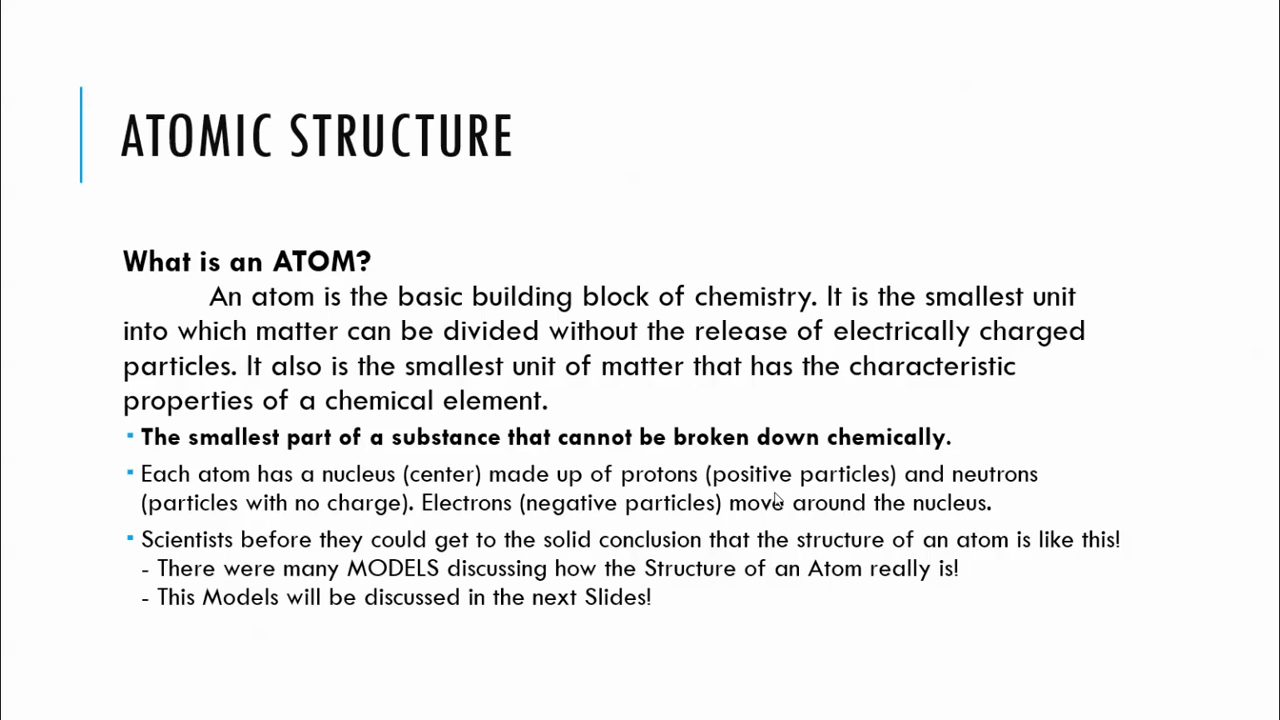 ATOMIC STRUCTURE
What is an ATOM?
An atom is the basic building block of chemistry. It is the smallest unit
into which matter can be divided without the release of electrically charged
particles. It also is the smallest unit of matter that has the characteristic
properties of a chemical element.
▪ The smallest part of a substance that cannot be broken down chemically.
▪ Each atom has a nucleus (center) made up of protons (positive particles) and neutrons
(particles with no charge). Electrons (negative particles) move around the nucleus.
▪ Scientists before they could get to the solid conclusion that the structure of an atom is like this!
- There were many MODELS discussing how the Structure of an Atom really is!
- This Models will be discussed in the next Slides!